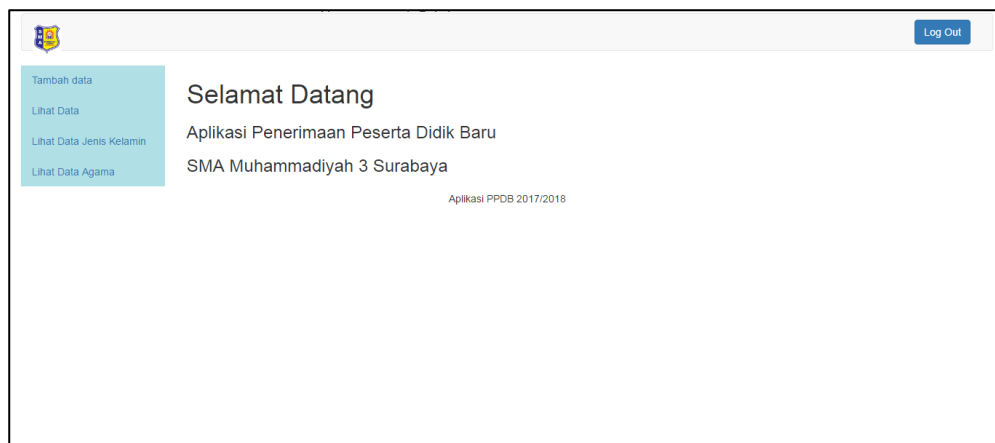 SMA
Log Out
Tambah data
Lihat Data
Lihat Data Jenis Kelamin
Lihat Data Agama
Selamat Datang
Aplikasi Penerimaan Peserta Didik Baru
SMA Muhammadiyah 3 Surabaya
Aplikasi PPDB 2017/2018